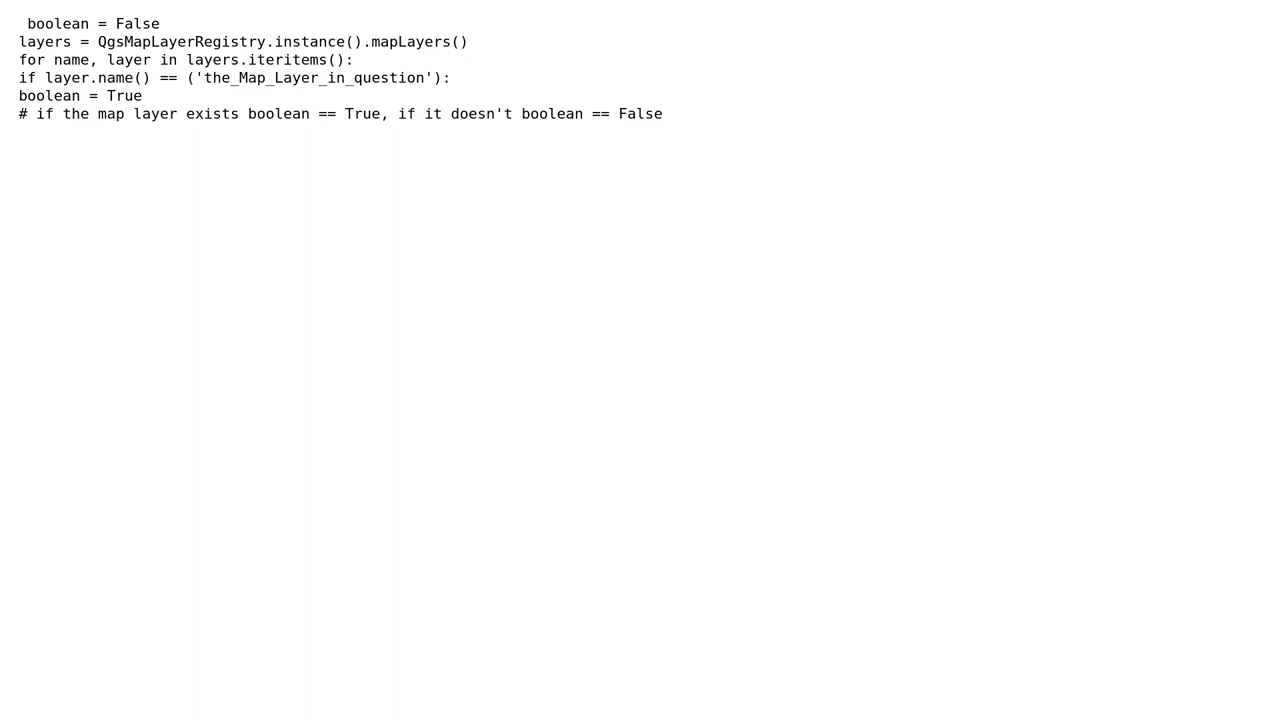 boolean = False
layers = QgsMapLayerRegistry.instance().mapLayers()
for name, layer in layers.iteritems():
if layer.name() == ('the_Map_Layer_in_question'):
boolean = True
# if the map layer exists boolean == True, if it doesn't boolean == False